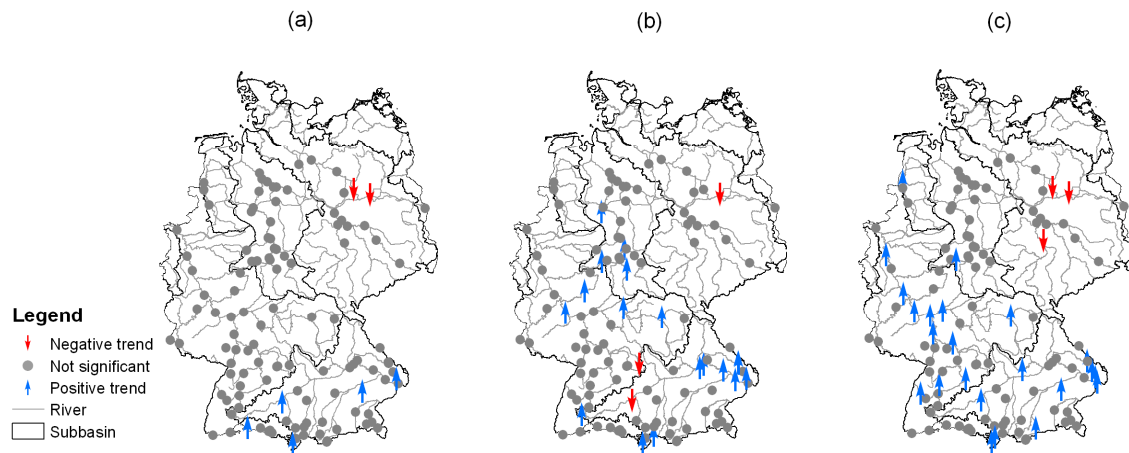 (a) (b) (c)
Legend
Negative trend
Not significant
Positive trend
River
Subbasin